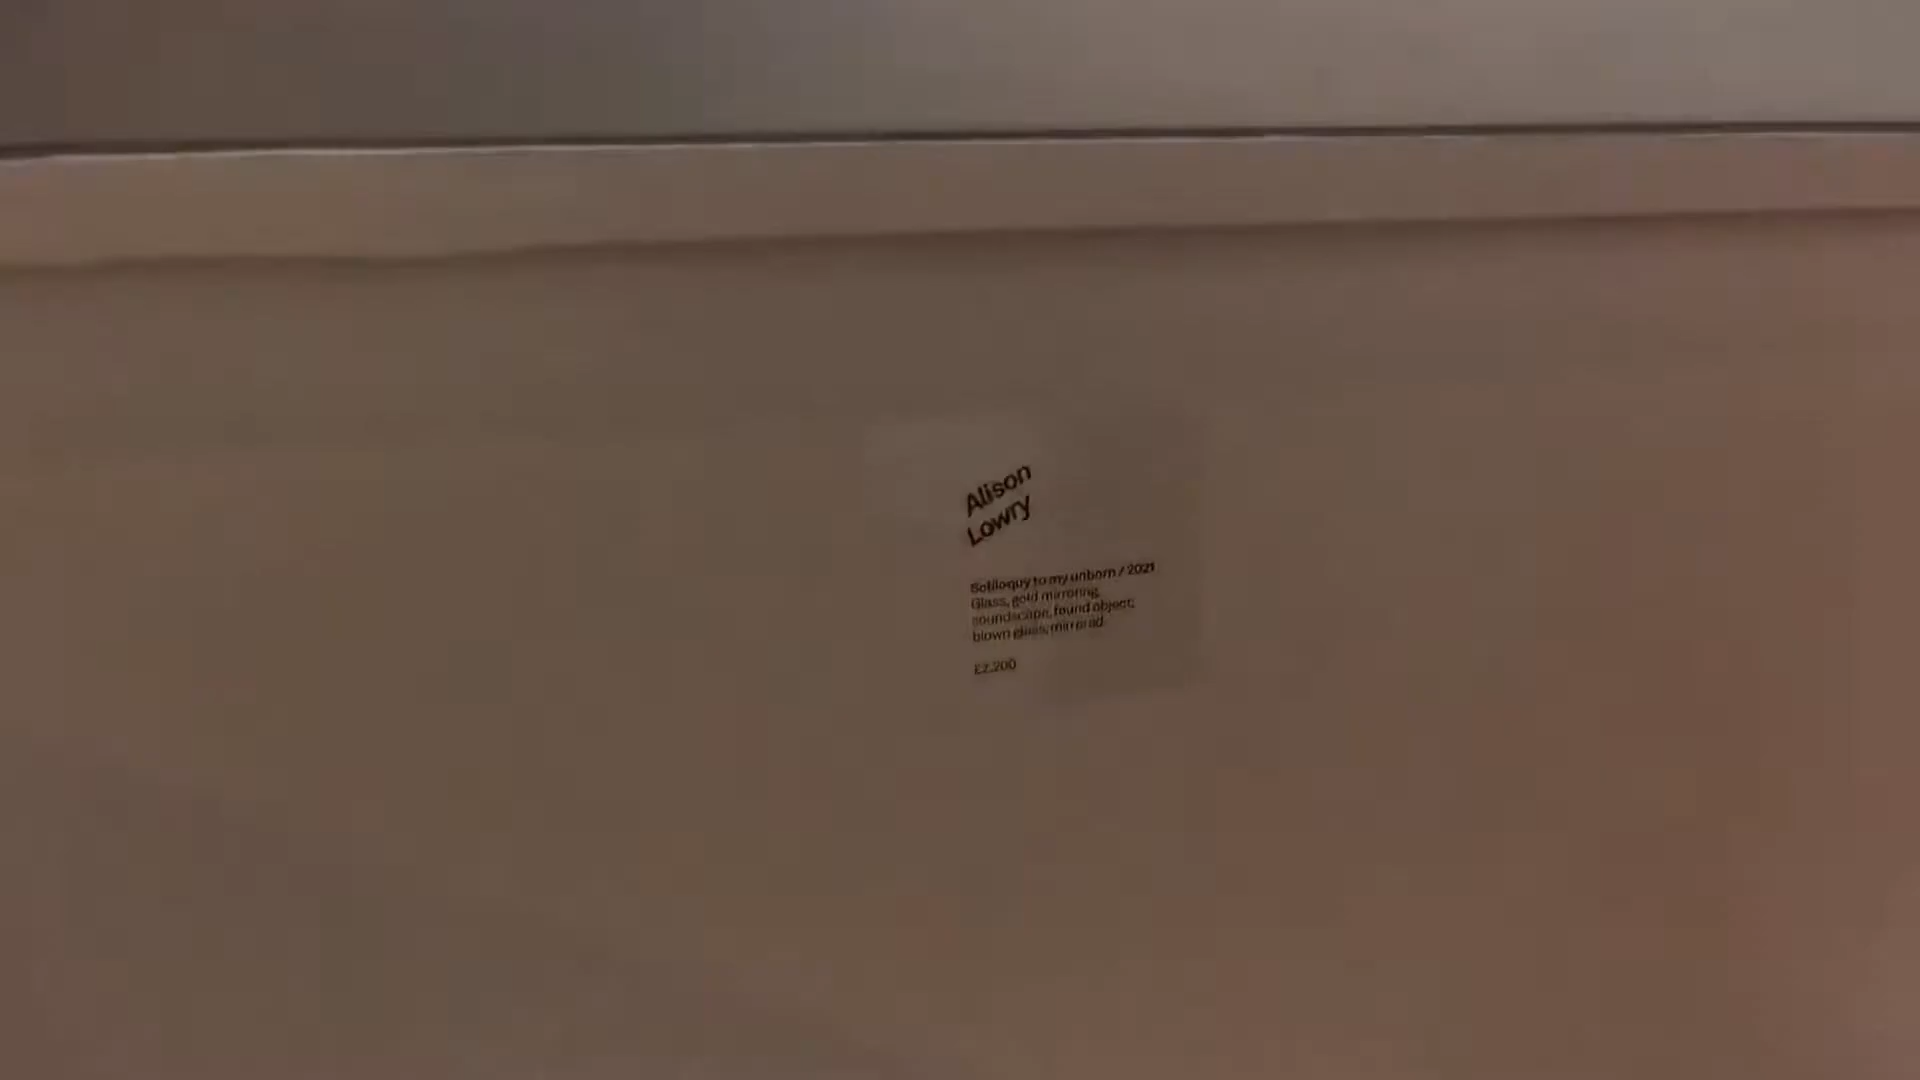 Alison
Lowry
Soliloquy to my unborn / 2021
Glass, gold mirroring,
soundscape, found object,
blown glass, mirrored
£2,200